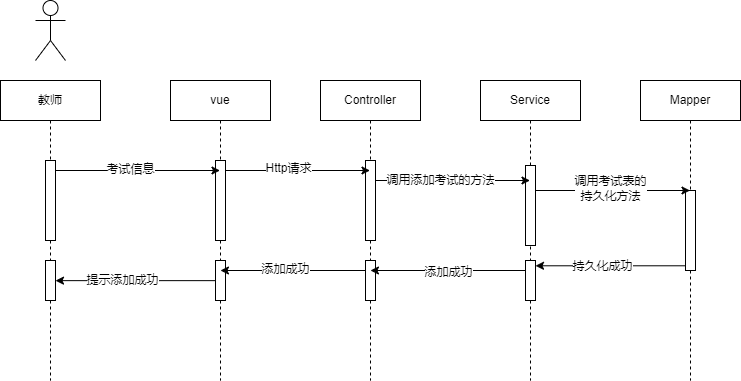 教师
vue
Controller
Service
Mapper
考试信息
Http请求
调用添加考试的方法
调用考试表的
持久化方法
提示添加成功
添加成功
添加成功
持久化成功